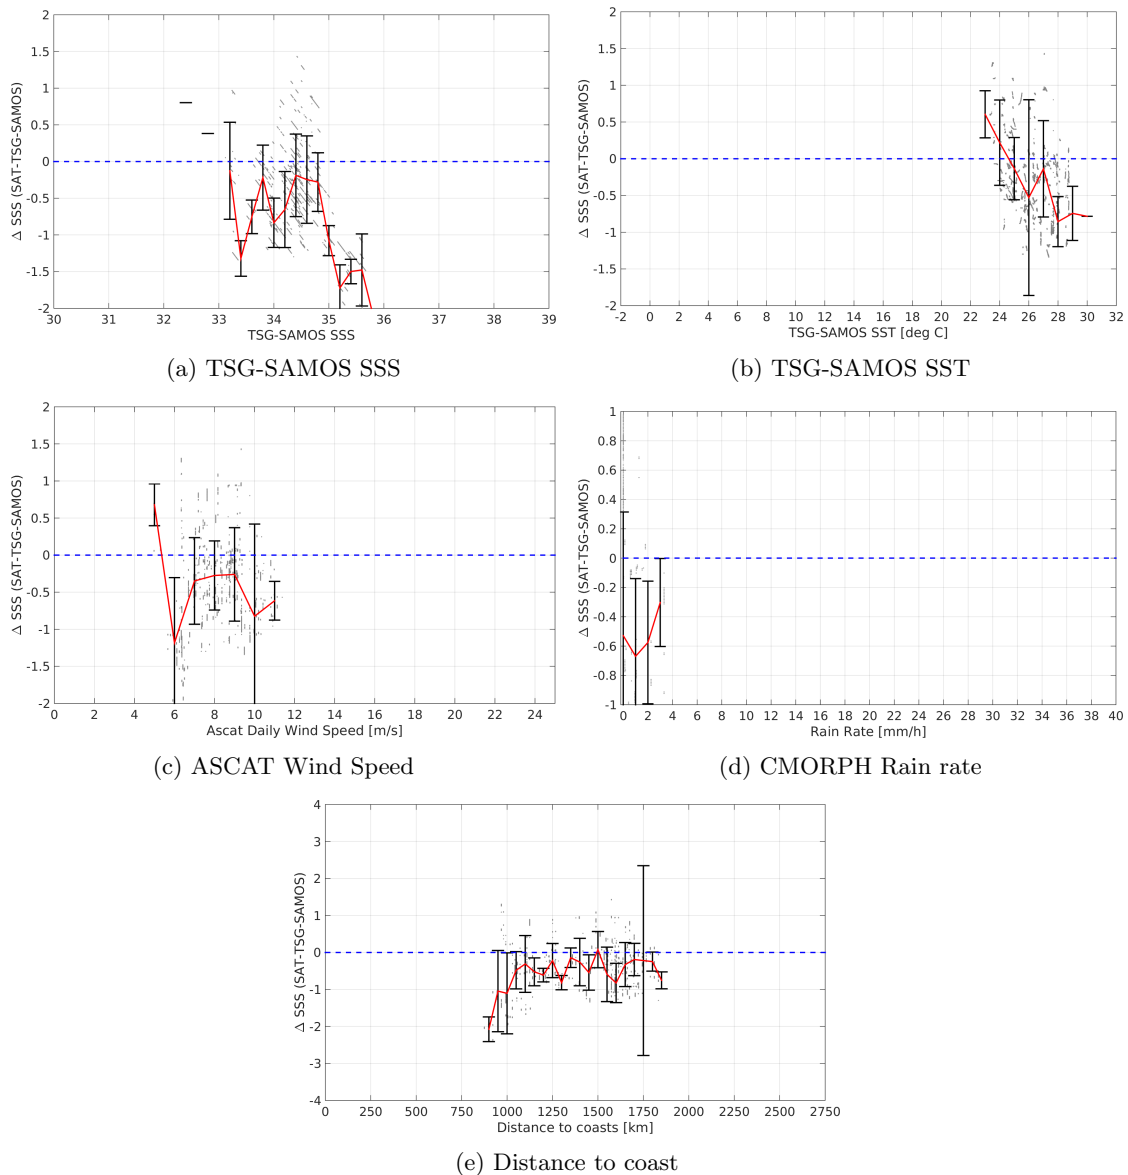 2
1.5
1
0.5
0
-0.5
-1
-1.5
-2
Δ SSS (SAT-TSG-SAMOS)
30 31 32 33 34 35 36 37 38 39
TSG-SAMOS SSS
(a) TSG-SAMOS SSS
2
1.5
1
0.5
0
-0.5
-1
-1.5
-2
Δ SSS (SAT-TSG-SAMOS)
-2 0 2 4 6 8 10 12 14 16 18 20 22 24 26 28 30 32
TSG-SAMOS SST [deg C]
(b) TSG-SAMOS SST
2
1.5
1
0.5
0
-0.5
-1
-1.5
-2
Δ SSS (SAT-TSG-SAMOS)
0 2 4 6 8 10 12 14 16 18 20 22 24
Ascat Daily Wind Speed [m/s]
(c) ASCAT Wind Speed
1
0.8
0.6
0.4
0.2
0
-0.2
-0.4
-0.6
-0.8
-1
Δ SSS (SAT-TSG-SAMOS)
0 2 4 6 8 10 12 14 16 18 20 22 24 26 28 30 32 34 36 38 40
Rain Rate [mm/h]
(d) CMORPH Rain rate
4
3
2
1
0
-1
-2
-3
-4
Δ SSS (SAT-TSG-SAMOS)
0 250 500 750 1000 1250 1500 1750 2000 2250 2500 2750
Distance to coasts [km]
(e) Distance to coast